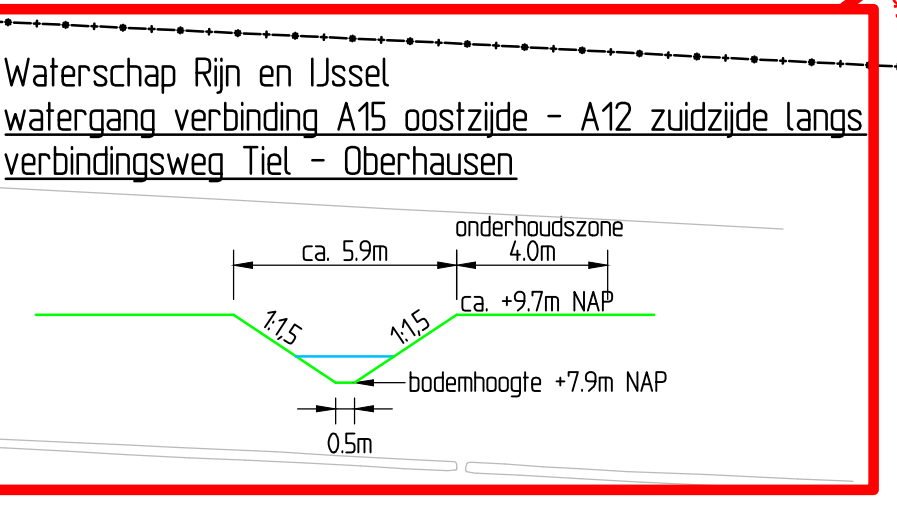 Waterschap Rijn en IJssel
watergang verbinding A15 oostzijde - A12 zuidzijde langs
verbindingsweg Tiel - Oberhausen
onderhoudszone
ca. 5.9m
4.0m
ca. +9.7m NAP
1:1,5
1:1,5
bodemhoogte +7.9m NAP
0.5m